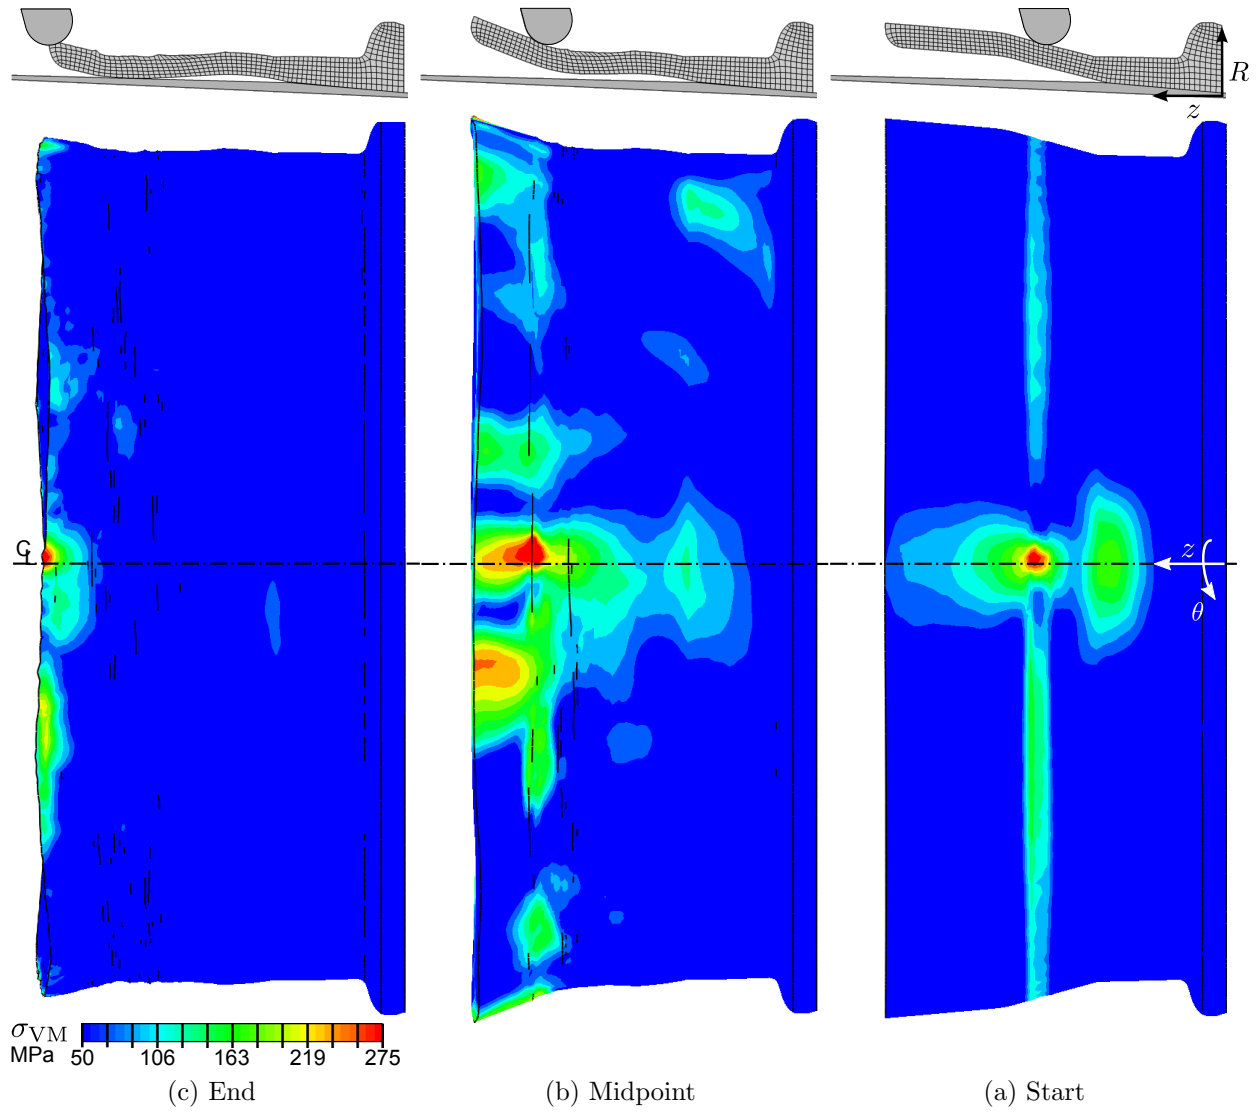 R
z
℄
z
θ
σVM
MPa
50 106 163 219 275
(c) End
(b) Midpoint
(a) Start